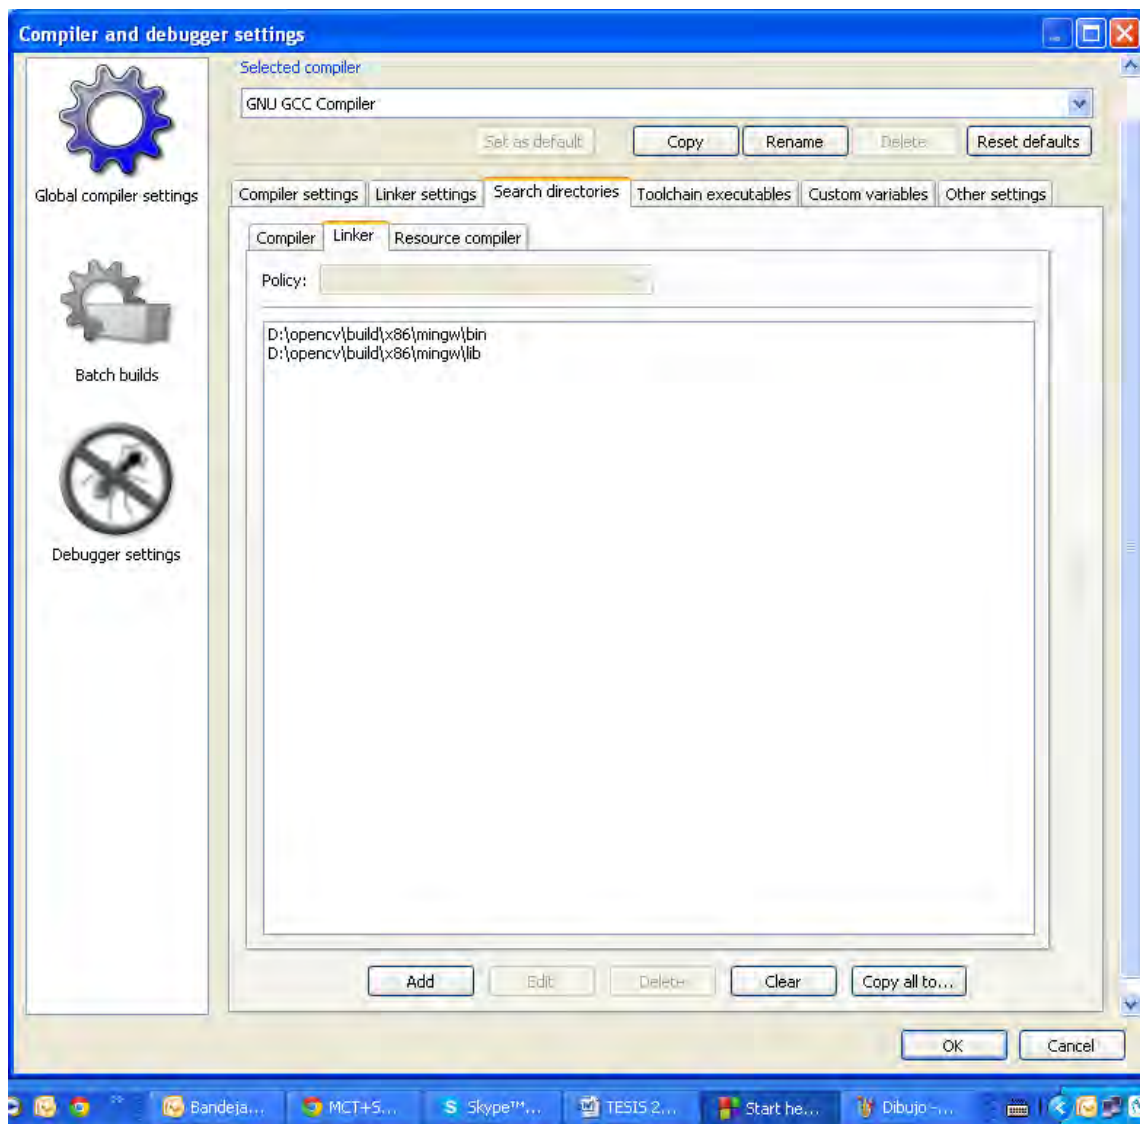 Compiler and debugger settings
Selected compiler
GNU GCC Compiler
Set as default Copy Rename Delete Reset defaults
Global compiler settings
Compiler settings Linker settings Search directories Toolchain executables Custom variables Other settings
Compiler Linker Resource compiler
Policy:
D:\opencv\build\x86\mingw\bin
D:\opencv\build\x86\mingw\lib
Batch builds
Debugger settings
Add Edit Delete Clear Copy all to...
OK Cancel
Bandeja... MCT+S... Skype™... TESIS 2... Start he... Dibujo -...